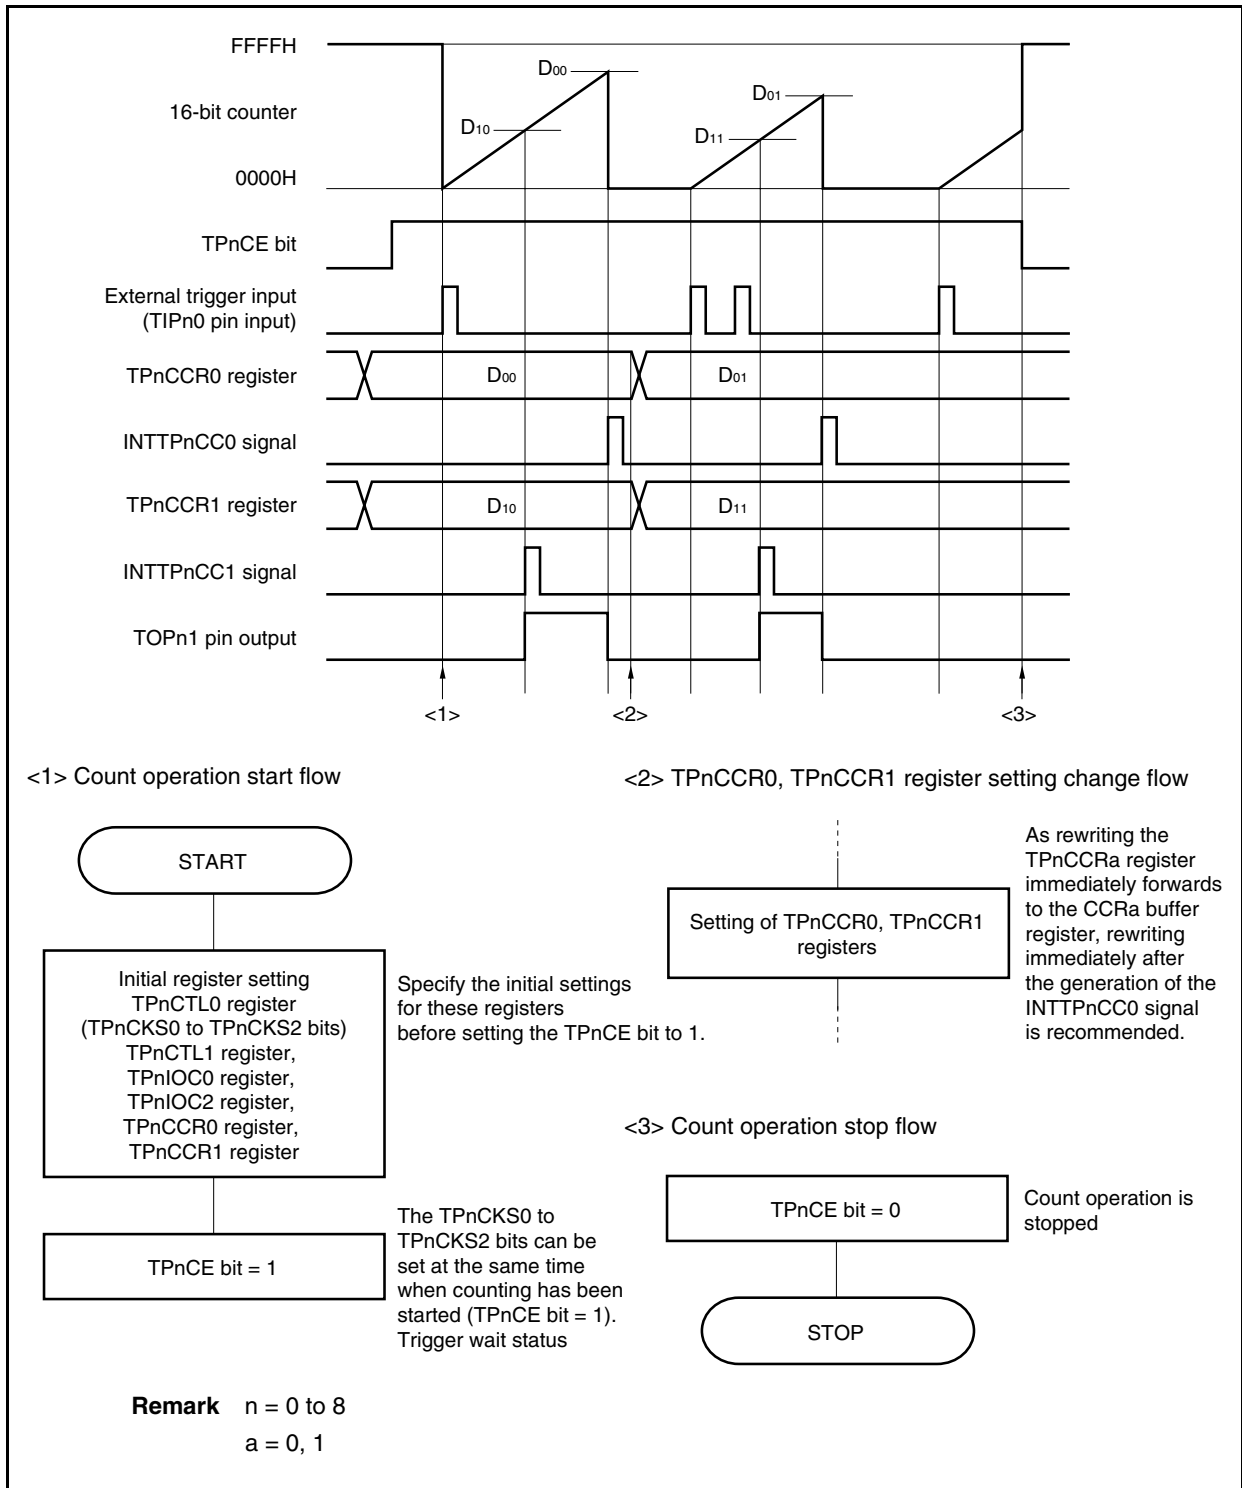 FFFFH
D00
D01
16-bit counter
D10
D11
0000H
TPnCE bit
External trigger input
(TIPn0 pin input)
TPnCCR0 register
D00
D01
INTTPnCC0 signal
TPnCCR1 register
D10
D11
INTTPnCC1 signal
TOPn1 pin output
<1>
<2>
<3>
<1> Count operation start flow
START
Initial register setting
TPnCTL0 register
(TPnCKS0 to TPnCKS2 bits)
TPnCTL1 register,
TPnIOC0 register,
TPnIOC2 register,
TPnCCR0 register,
TPnCCR1 register
Specify the initial settings
for these registers
before setting the TPnCE bit to 1.
TPnCE bit = 1
The TPnCKS0 to
TPnCKS2 bits can be
set at the same time
when counting has been
started (TPnCE bit = 1).
Trigger wait status
<2> TPnCCR0, TPnCCR1 register setting change flow
Setting of TPnCCR0, TPnCCR1
registers
As rewriting the
TPnCCRa register
immediately forwards
to the CCRa buffer
register, rewriting
immediately after
the generation of the
INTTPnCC0 signal
is recommended.
<3> Count operation stop flow
TPnCE bit = 0
Count operation is
stopped
STOP
Remark n = 0 to 8
a = 0, 1